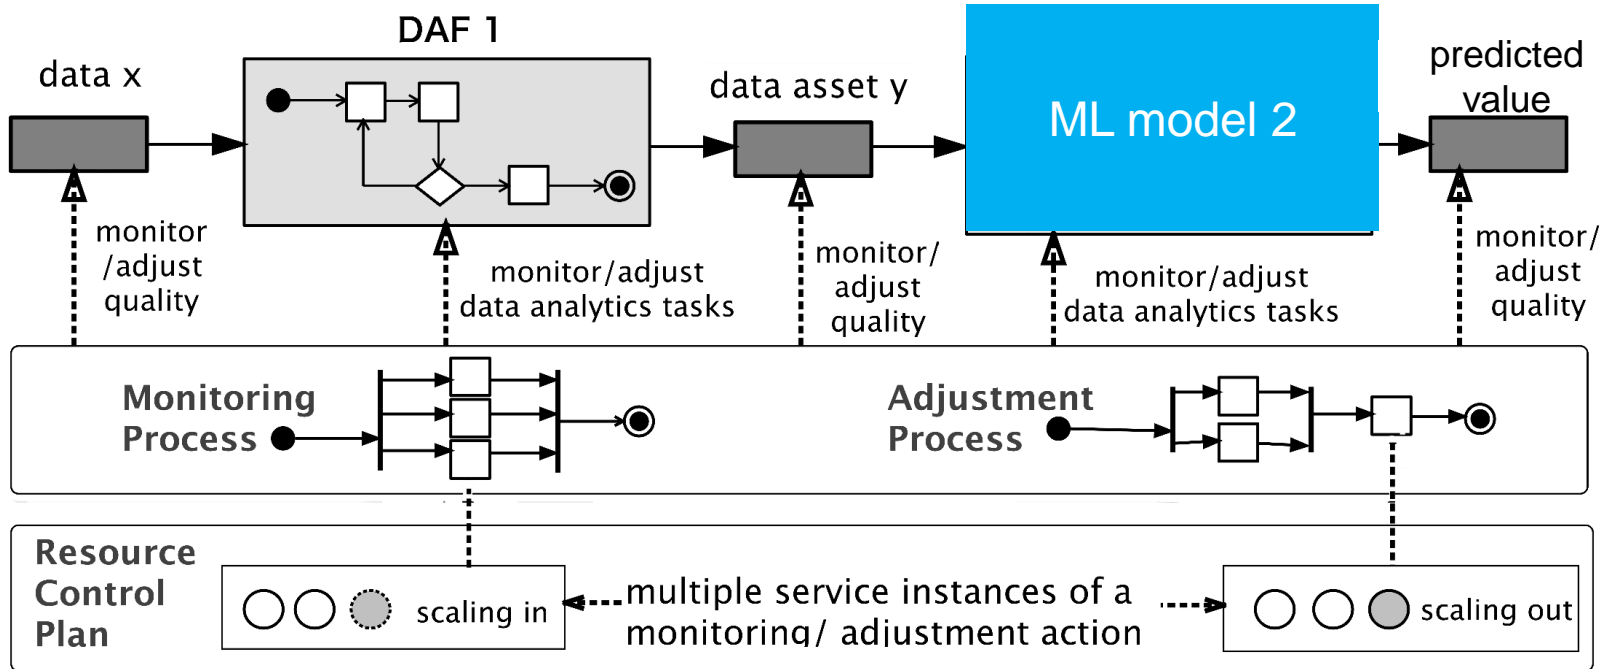 DAF 1
data x
data asset y
ML model 2
predicted
value
monitor
/adjust
quality
monitor/adjust
data analytics tasks
monitor/
adjust
quality
monitor/adjust
data analytics tasks
monitor/
adjust
quality
Monitoring
Process
Adjustment
Process
Resource
Control
Plan
scaling in
multiple service instances of a
monitoring/ adjustment action
scaling out